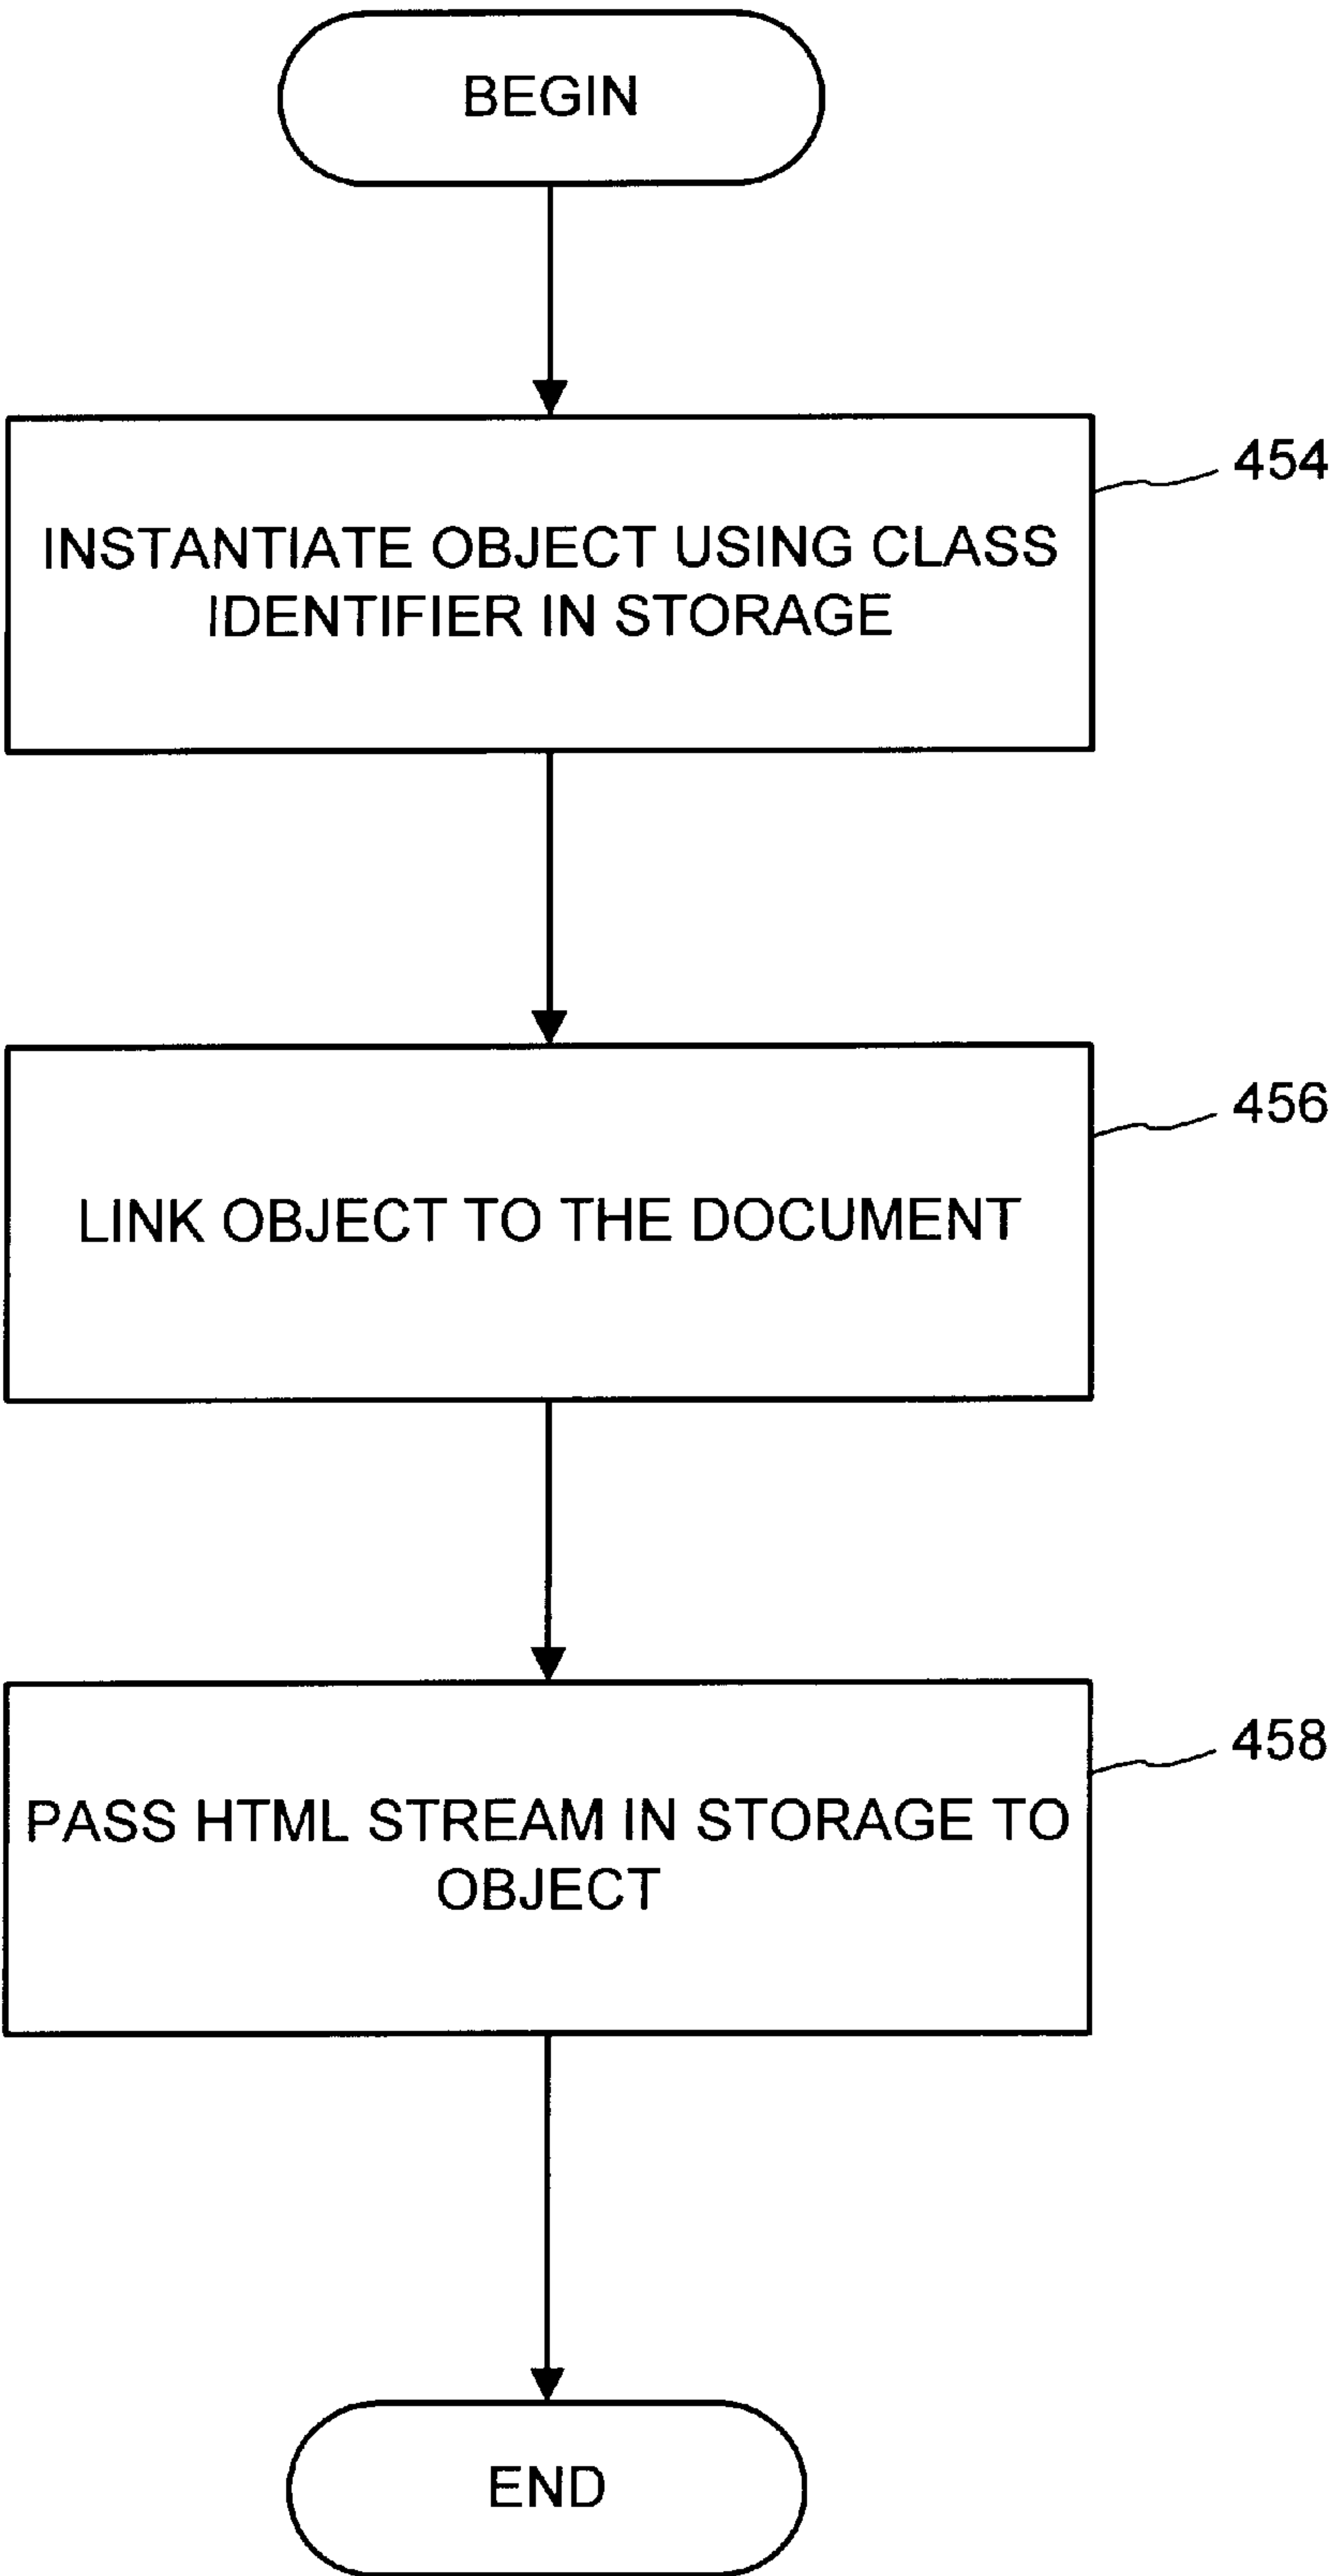 BEGIN
454
INSTANTIATE OBJECT USING CLASS
IDENTIFIER IN STORAGE
456
LINK OBJECT TO THE DOCUMENT
458
PASS HTML STREAM IN STORAGE TO
OBJECT
END